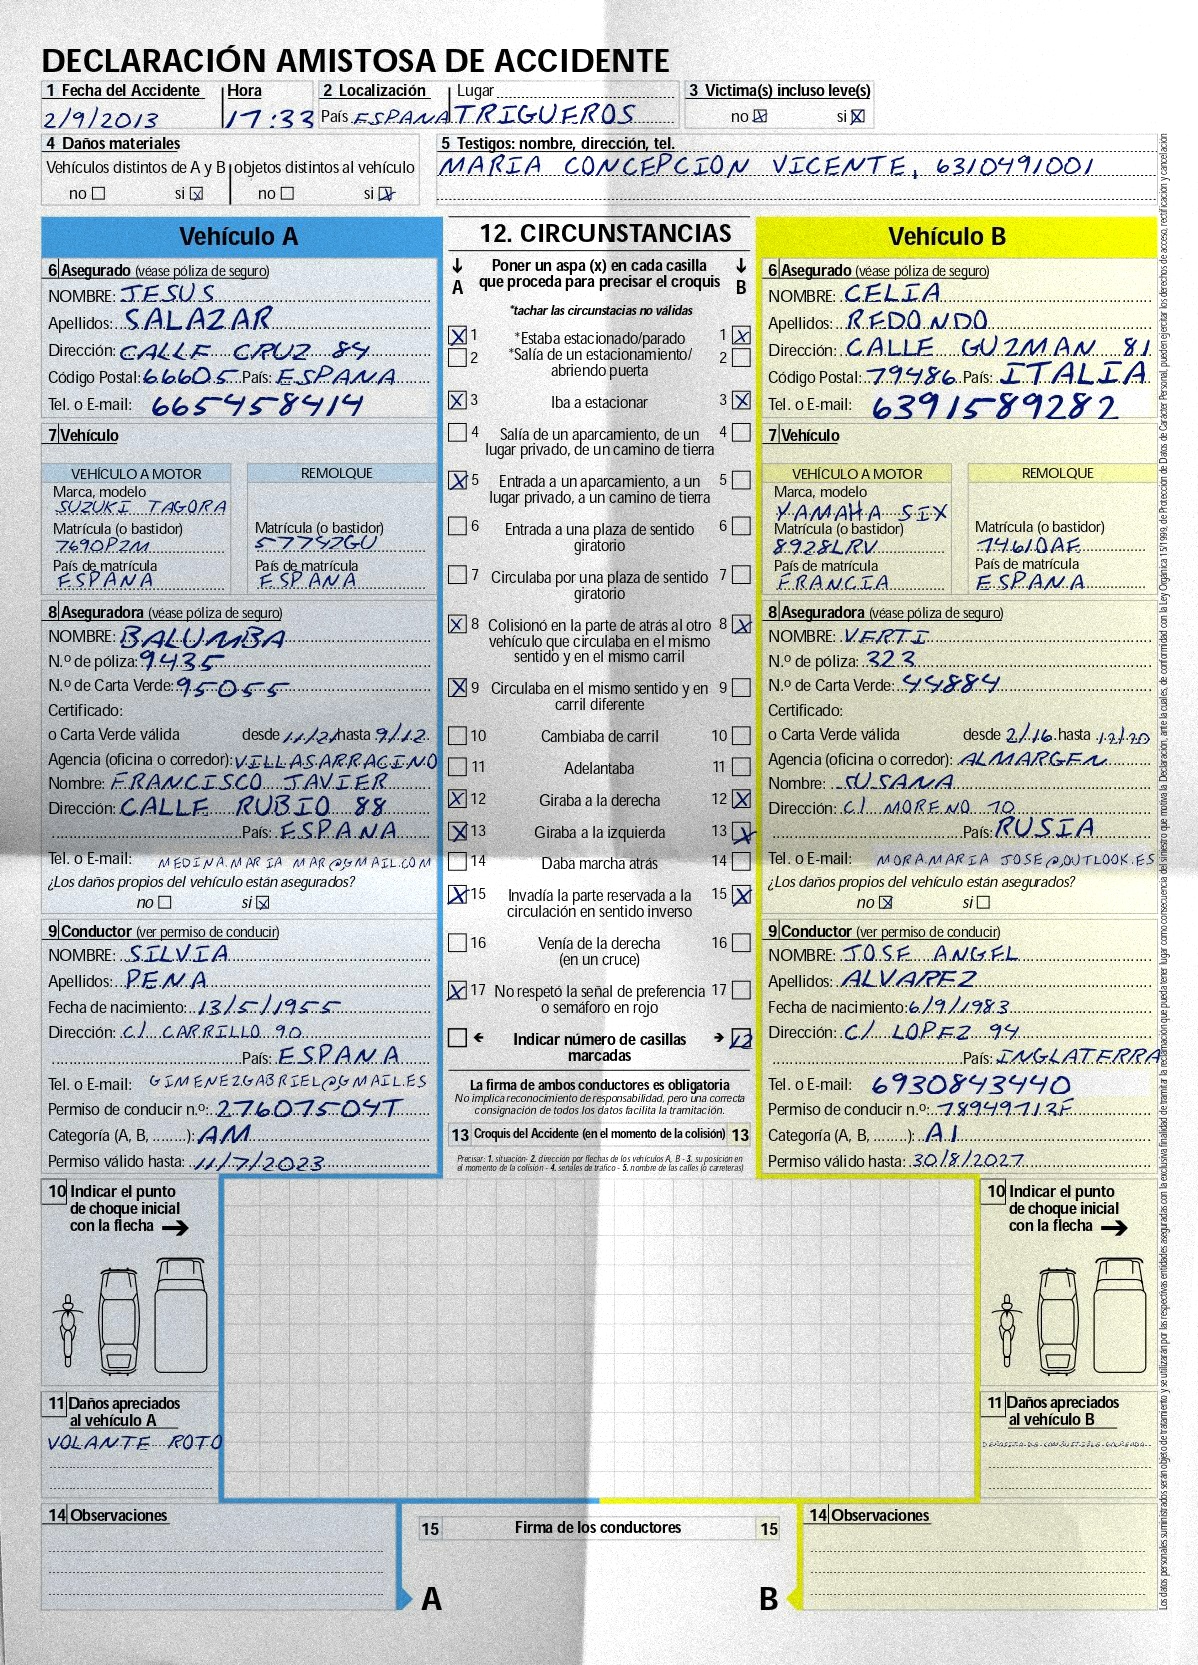 DECLARACIÓN AMISTOSA DE ACCIDENTE
1 Fecha del Accidente Hora 2 Localización Lugar 3 Victima(s) incluso leve(s)
2/9/2013 17:33 País ESPANA TRIGUEROS no si
4 Daños materiales
Vehículos distintos de A y B objetos distintos al vehículo
no si no si
5 Testigos: nombre, dirección, tel.
MARIA CONCEPCION VICENTE, 6310491001
Vehículo A
6 Asegurado (véase póliza de seguro)
NOMBRE: JESUS
Apellidos: SALAZAR
Dirección: CALLE CRUZ 84
Código Postal: 66605 País: ESPANA
Tel. o E-mail: 665458414
7 Vehículo
VEHÍCULO A MOTOR REMOLQUE
Marca, modelo
SUZUKI TAGORA
Matrícula (o bastidor) Matrícula (o bastidor)
7690PZM 57752GU
País de matrícula País de matrícula
ESPANA ESPANA
8 Aseguradora (véase póliza de seguro)
NOMBRE: BALUMBA
N.º de póliza: 9435
N.º de Carta Verde: 95055
Certificado:
o Carta Verde válida desde 11/21 hasta 9/12
Agencia (oficina o corredor): VILLASARRACINO
Nombre: FRANCISCO JAVIER
Dirección: CALLE RUBIO 88
País: ESPANA
Tel. o E-mail: MEDINA.MARIA MAR@GMAIL.COM
¿Los daños propios del vehículo están asegurados?
no si
9 Conductor (ver permiso de conducir)
NOMBRE: SILVIA
Apellidos: PENA
Fecha de nacimiento: 13/5/1955
Dirección: C/ CARRILLO 90
País: ESPANA
Tel. o E-mail: GIMENEZGABRIEL@GMAIL.ES
Permiso de conducir n.º: 27607504T
Categoría (A, B, ........): AM
Permiso válido hasta: 11/7/2023
12. CIRCUNSTANCIAS
A B
Poner un aspa (x) en cada casilla
que proceda para precisar el croquis
*tachar las circunstacias no válidas
1 *Estaba estacionado/parado 1
2 *Salía de un estacionamiento/ 2
abriendo puerta
3 Iba a estacionar 3
4 Salía de un aparcamiento, de un 4
lugar privado, de un camino de tierra
5 Entrada a un aparcamiento, a un 5
lugar privado, a un camino de tierra
6 Entrada a una plaza de sentido 6
giratorio
7 Circulaba por una plaza de sentido 7
giratorio
8 Colisionó en la parte de atrás al otro 8
vehículo que circulaba en el mismo
sentido y en el mismo carril
9 Circulaba en el mismo sentido y en 9
carril diferente
10 Cambiaba de carril 10
11 Adelantaba 11
12 Giraba a la derecha 12
13 Giraba a la izquierda 13
14 Daba marcha atrás 14
15 Invadía la parte reservada a la 15
circulación en sentido inverso
16 Venía de la derecha 16
(en un cruce)
17 No respetó la señal de preferencia 17
o semáforo en rojo
Indicar número de casillas 12
marcadas
La firma de ambos conductores es obligatoria
No implica reconocimiento de responsabilidad, pero una correcta
consignación de todos los datos facilita la tramitación.
13 Croquis del Accidente (en el momento de la colisión) 13
Precisar: 1. situación- 2. dirección por flechas de los vehículos A, B - 3. su posición en
el momento de la colisión - 4. señales de tráfico - 5. nombre de las calles (o carreteras)
Vehículo B
6 Asegurado (véase póliza de seguro)
NOMBRE: CELIA
Apellidos: REDONDO
Dirección: CALLE GUZMAN 81
Código Postal: 79486 País: ITALIA
Tel. o E-mail: 6391589282
7 Vehículo
VEHÍCULO A MOTOR REMOLQUE
Marca, modelo
YAMAHA SIX
Matrícula (o bastidor) Matrícula (o bastidor)
8928LRV 7461DAE
País de matrícula País de matrícula
FRANCIA ESPANA
8 Aseguradora (véase póliza de seguro)
NOMBRE: VERTI
N.º de póliza: 323
N.º de Carta Verde: 44884
Certificado:
o Carta Verde válida desde 2/16 hasta 12/20
Agencia (oficina o corredor): ALMARGEN
Nombre: SUSANA
Dirección: C/ MORENO 70
País: RUSIA
Tel. o E-mail: MORA.MARIA JOSE@OUTLOOK.ES
¿Los daños propios del vehículo están asegurados?
no si
9 Conductor (ver permiso de conducir)
NOMBRE: JOSE ANGEL
Apellidos: ALVAREZ
Fecha de nacimiento: 6/9/1983
Dirección: C/ LOPEZ 94
País: INGLATERRA
Tel. o E-mail: 6930843440
Permiso de conducir n.º: 78949713F
Categoría (A, B, ........): A1
Permiso válido hasta: 30/8/2027
10 Indicar el punto
de choque inicial
con la flecha
11 Daños apreciados
al vehículo A
VOLANTE ROTO
10 Indicar el punto
de choque inicial
con la flecha
11 Daños apreciados
al vehículo B
14 Observaciones
15 Firma de los conductores 15
A B
14 Observaciones
Los datos personales suministrados serán objeto de tratamiento y se utilizarán por las respectivas entidades aseguradas con la exclusiva finalidad de tramitar la reclamación que pueda tener lugar como consecuencia del siniestro que motiva la Declaración, ante la cuales, de conformidad con la Ley Orgánica 15/1999, de Protección de Datos de Carácter Personal, pueden ejercitar los derechos de acceso, rectificación y cancelación